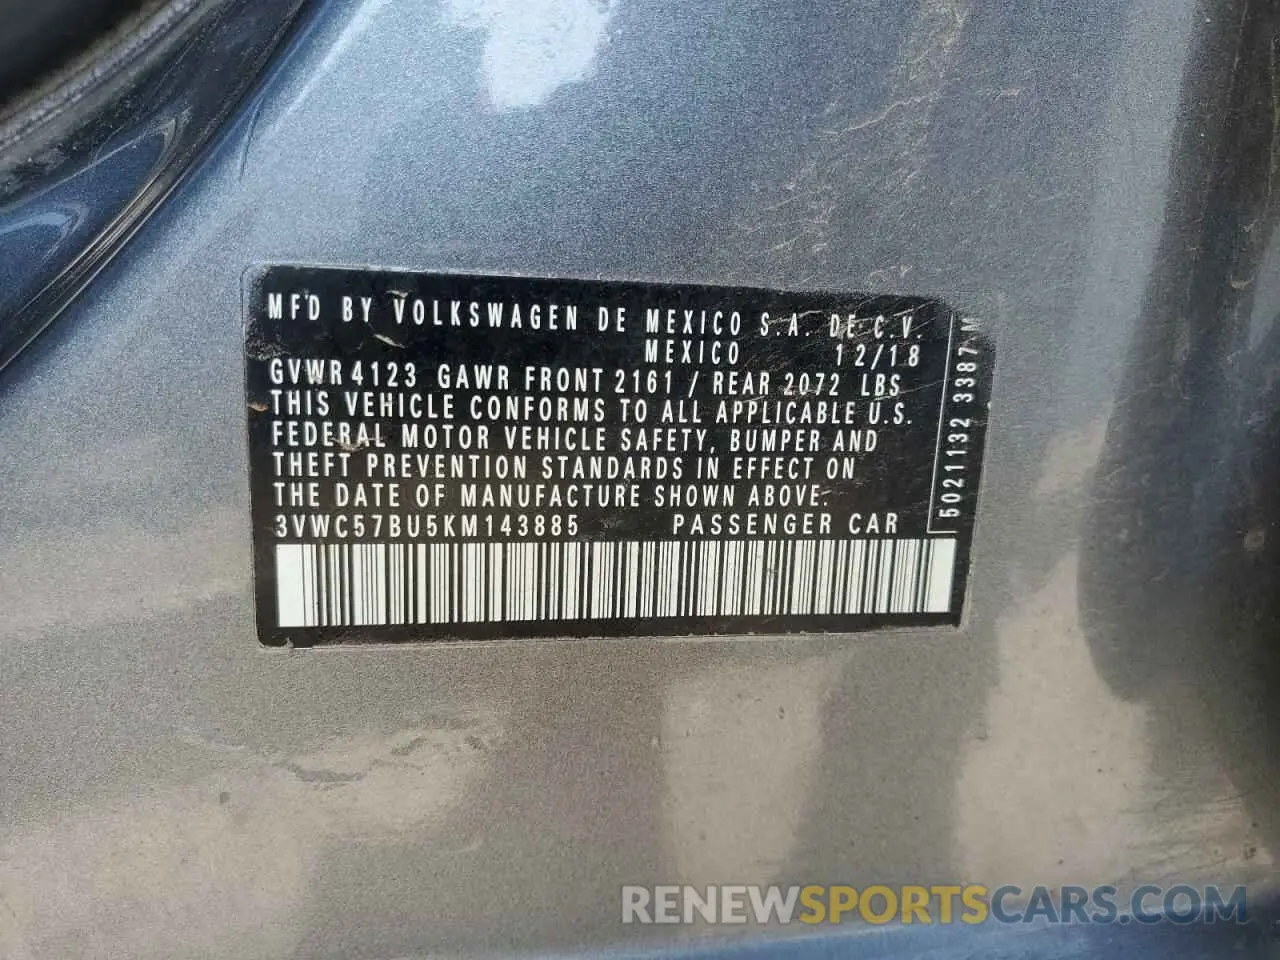 MFD BY VOLKSWAGEN DE MEXICO S.A. DE C.V.
MEXICO 12/18
GVWR 4123 GAWR FRONT 2161 / REAR 2072 LBS
THIS VEHICLE CONFORMS TO ALL APPLICABLE U.S.
FEDERAL MOTOR VEHICLE SAFETY, BUMPER AND
THEFT PREVENTION STANDARDS IN EFFECT ON
THE DATE OF MANUFACTURE SHOWN ABOVE.
3VWC57BU5KM143885 PASSENGER CAR
5021132 3387
RENEWSPORTSCARS.COM